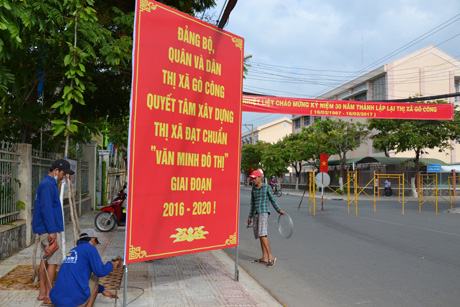 ĐẢNG BỘ,
QUÂN VÀ DÂN
THỊ XÃ GÒ CÔNG
QUYẾT TÂM XÂY DỰNG
THỊ XÃ ĐẠT CHUẨN
"VĂN MINH ĐÔ THỊ"
GIAI ĐOẠN
2016 - 2020 !
NHIỆT LIỆT CHÀO MỪNG KỶ NIỆM 30 NĂM THÀNH LẬP LẠI THỊ XÃ GÒ CÔNG